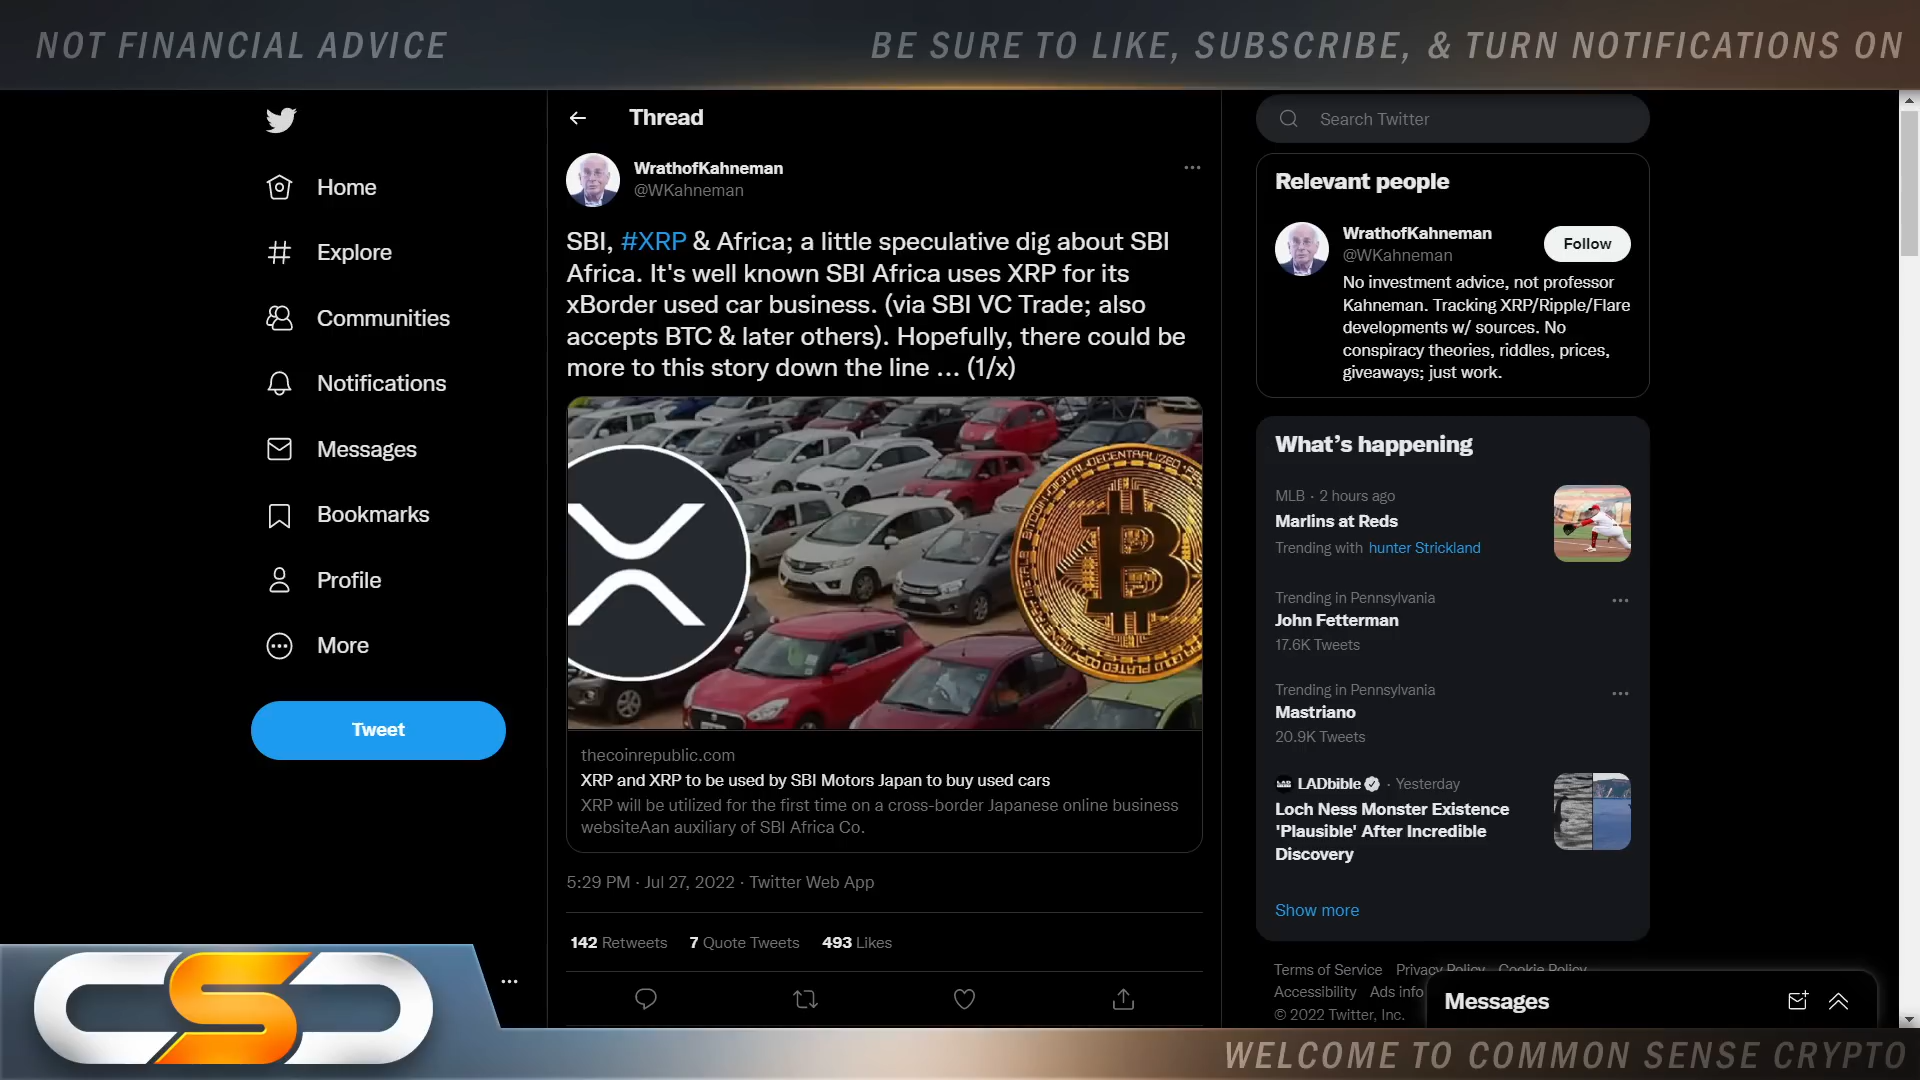 NOT FINANCIAL ADVICE
BE SURE TO LIKE, SUBSCRIBE, & TURN NOTIFICATIONS ON
Home
Explore
Communities
Notifications
Messages
Bookmarks
Profile
More
Tweet
Thread
WrathofKahneman
@WKahneman
SBI, #XRP & Africa; a little speculative dig about SBI
Africa. It's well known SBI Africa uses XRP for its
xBorder used car business. (via SBI VC Trade; also
accepts BTC & later others). Hopefully, there could be
more to this story down the line ... (1/x)
thecoinrepublic.com
XRP and XRP to be used by SBI Motors Japan to buy used cars
XRP will be utilized for the first time on a cross-border Japanese online business
websiteAan auxiliary of SBI Africa Co.
5:29 PM · Jul 27, 2022 · Twitter Web App
142 Retweets 7 Quote Tweets 493 Likes
Search Twitter
Relevant people
WrathofKahneman
@WKahneman
Follow
No investment advice, not professor
Kahneman. Tracking XRP/Ripple/Flare
developments w/ sources. No
conspiracy theories, riddles, prices,
giveaways; just work.
What's happening
MLB · 2 hours ago
Marlins at Reds
Trending with hunter Strickland
Trending in Pennsylvania
John Fetterman
17.6K Tweets
Trending in Pennsylvania
Mastriano
20.9K Tweets
LADbible · Yesterday
Loch Ness Monster Existence
'Plausible' After Incredible
Discovery
Show more
Terms of Service Privacy Policy Cookie Policy
Accessibility Ads info
© 2022 Twitter, Inc.
Messages
CSC
WELCOME TO COMMON SENSE CRYPTO